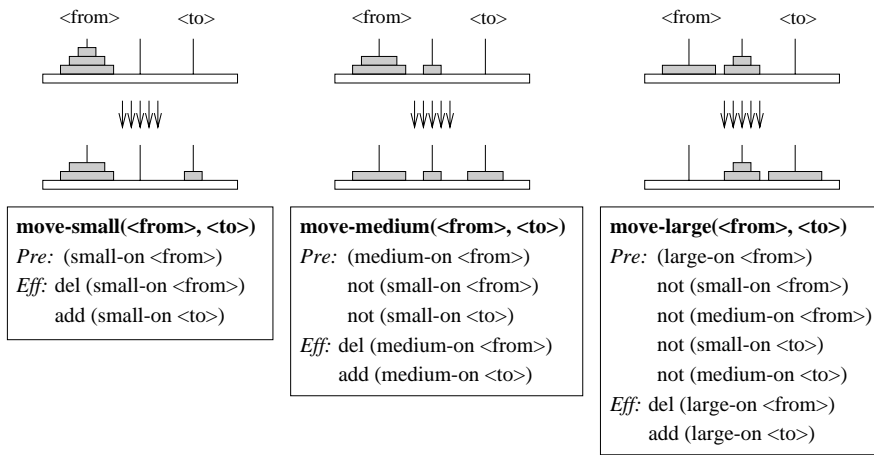 <from> <to>
<from> <to>
<from> <to>
move-small(<from>, <to>)
Pre: (small-on <from>)
Eff: del (small-on <from>)
add (small-on <to>)
move-medium(<from>, <to>)
Pre: (medium-on <from>)
not (small-on <from>)
not (small-on <to>)
Eff: del (medium-on <from>)
add (medium-on <to>)
move-large(<from>, <to>)
Pre: (large-on <from>)
not (small-on <from>)
not (medium-on <from>)
not (small-on <to>)
not (medium-on <to>)
Eff: del (large-on <from>)
add (large-on <to>)